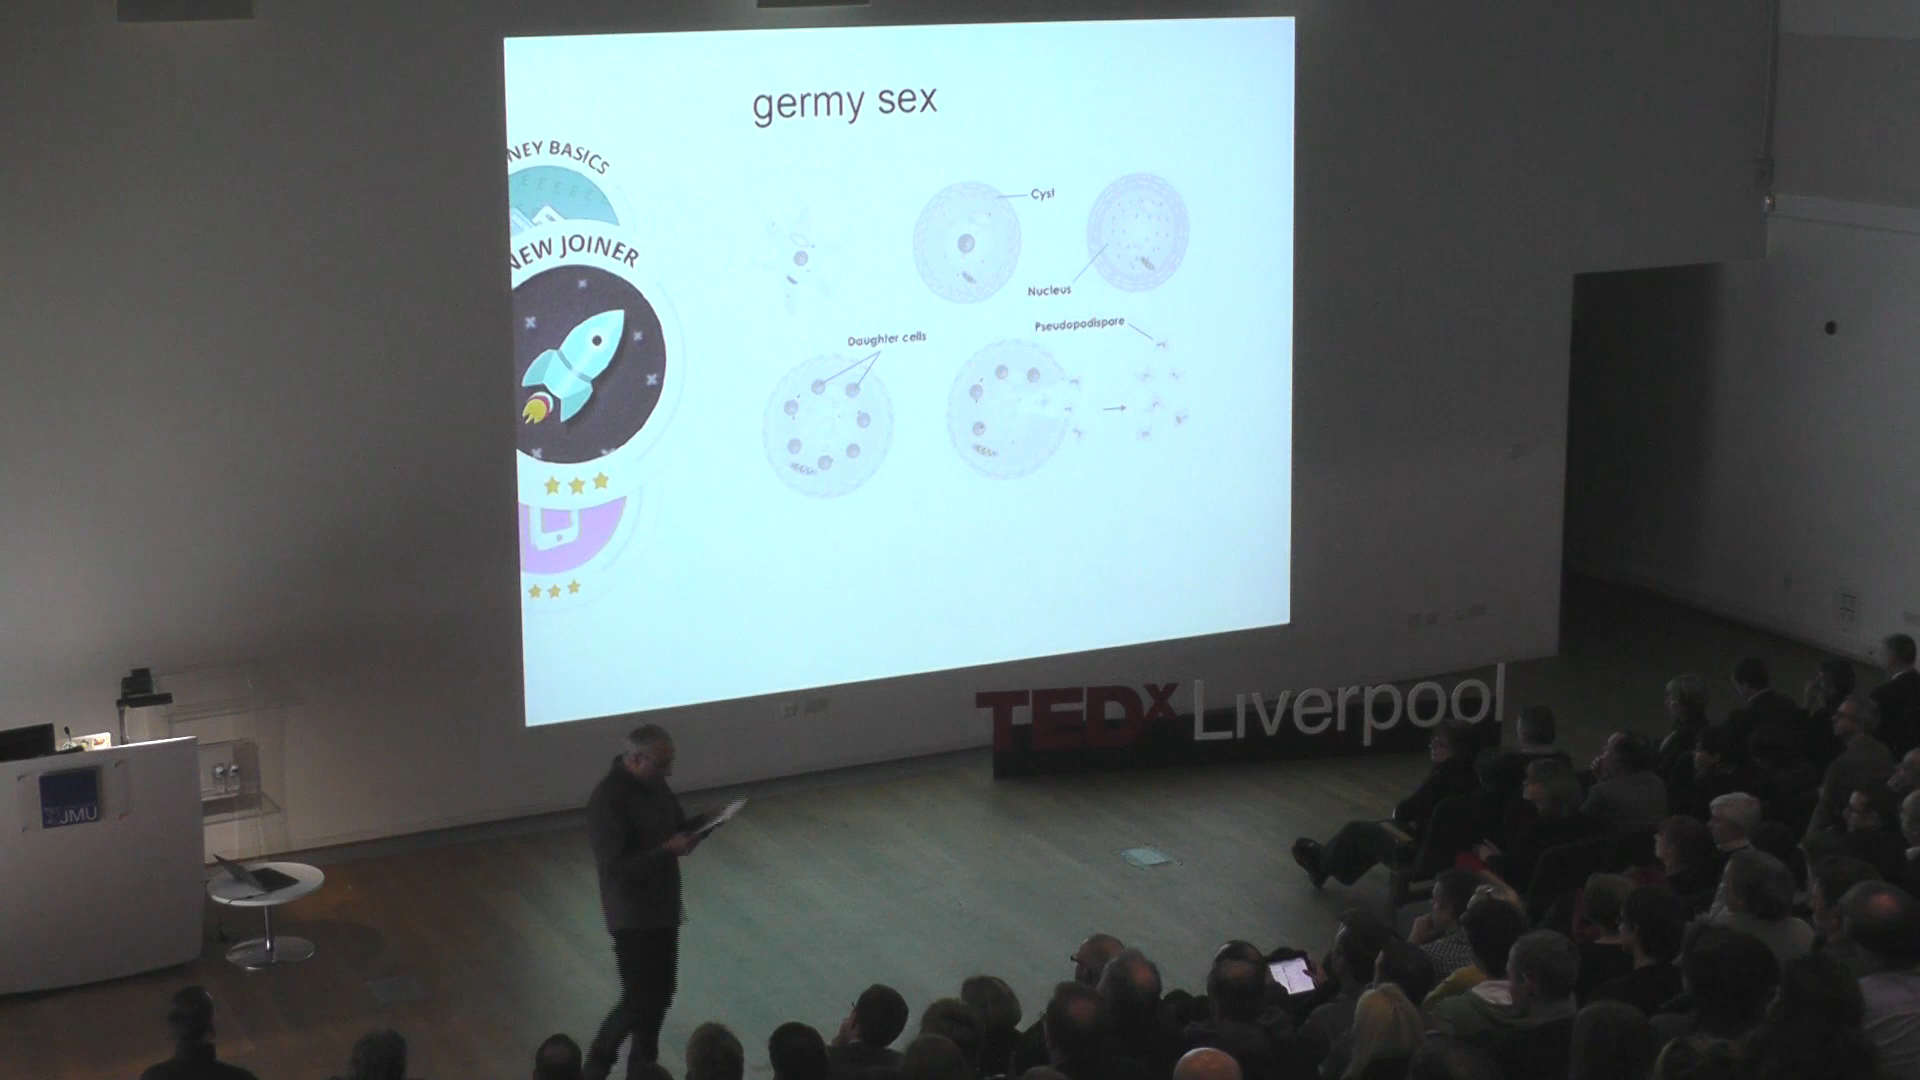 germy sex
NEY BASICS
NEW JOINER
Cyst
Nucleus
Daughter cells
Pseudopodispore
TEDx Liverpool
JMU